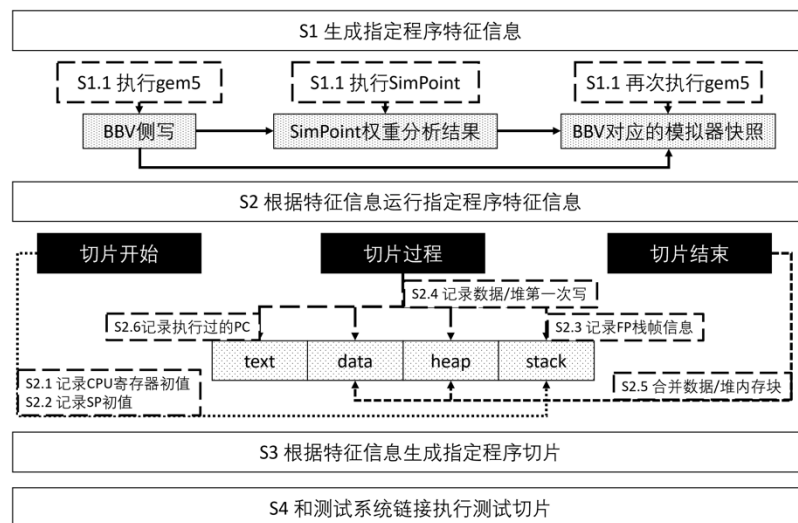 S1 生成指定程序特征信息
S1.1 执行gem5
S1.1 执行SimPoint
S1.1 再次执行gem5
BBV侧写
SimPoint权重分析结果
BBV对应的模拟器快照
S2 根据特征信息运行指定程序特征信息
切片开始
切片过程
切片结束
S2.4 记录数据/堆第一次写
S2.6记录执行过的PC
S2.3 记录FP栈帧信息
text
data
heap
stack
S2.1 记录CPU寄存器初值
S2.2 记录SP初值
S2.5 合并数据/堆内存块
S3 根据特征信息生成指定程序切片
S4 和测试系统链接执行测试切片